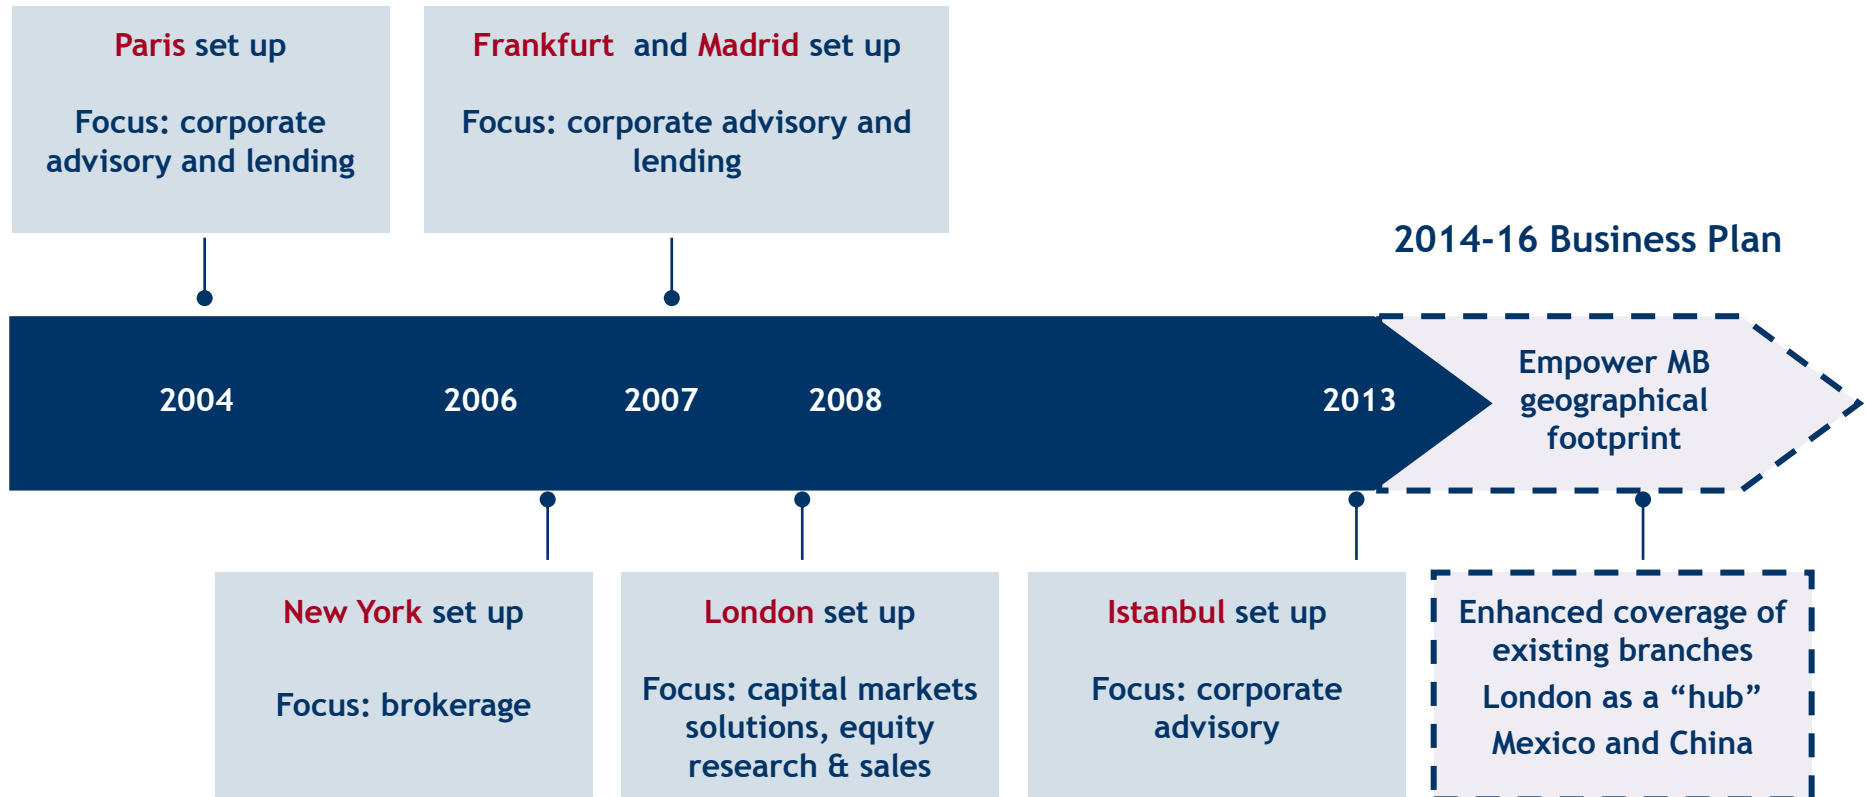 Paris set up
Focus: corporate
advisory and lending
Frankfurt and Madrid set up
Focus: corporate advisory and
lending
2014-16 Business Plan
2004
2006
2007
2008
2013
Empower MB
geographical
footprint
New York set up
Focus: brokerage
London set up
Focus: capital markets
solutions, equity
research & sales
Istanbul set up
Focus: corporate
advisory
Enhanced coverage of
existing branches
London as a “hub”
Mexico and China